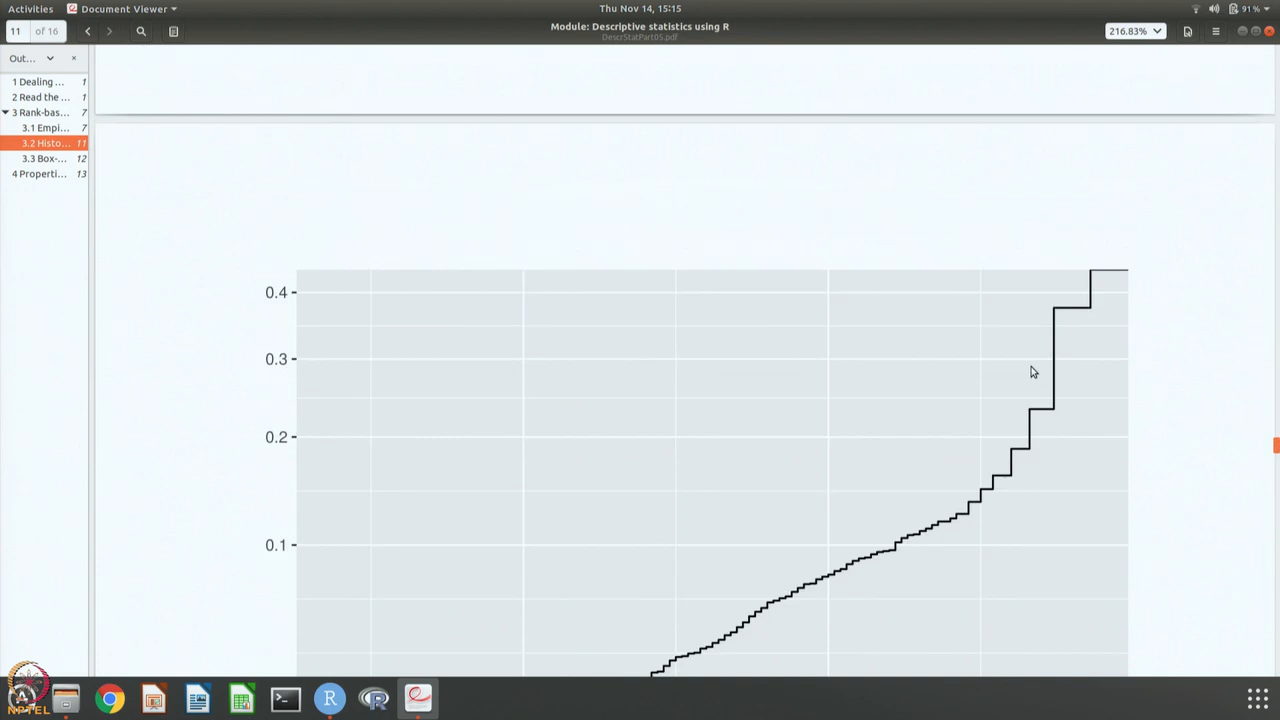 Activities
Document Viewer
Thu Nov 14, 15:15
91 %
11
of 16
Module: Descriptive statistics using R
DescrStatPart05.pdf
216.83%
Out...
1 Dealing ... 1
2 Read the ... 1
3 Rank-bas... 7
3.1 Empi... 7
3.2 Histo... 11
3.3 Box-... 12
4 Properti... 13
0.4
0.3
0.2
0.1
NPTEL